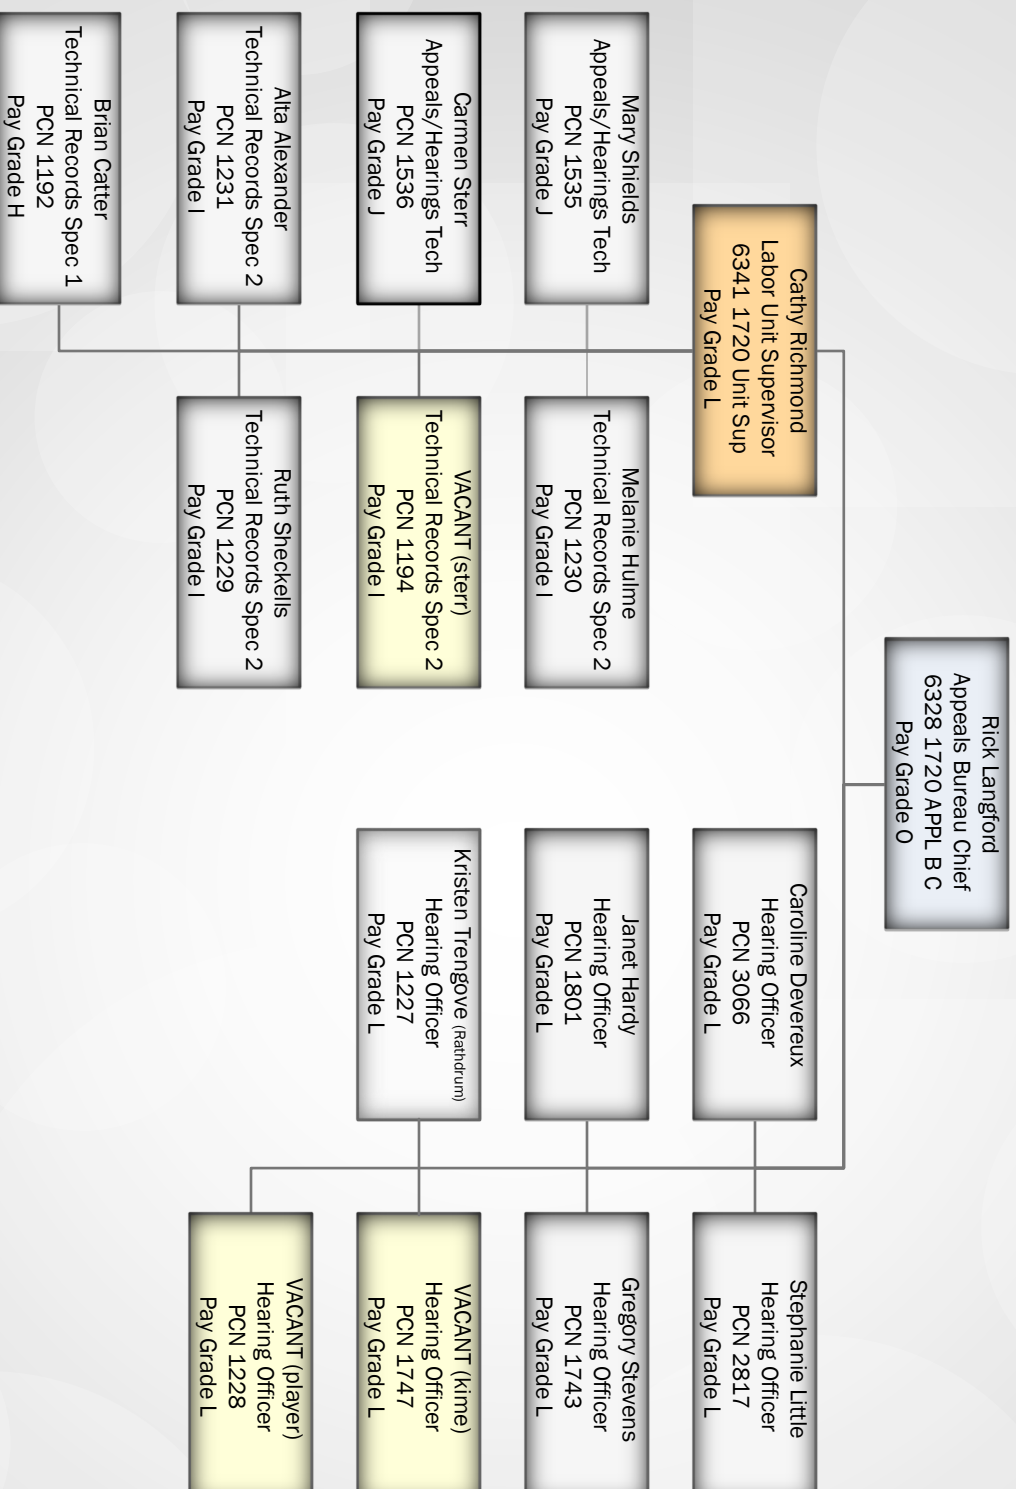 Rick Langford
Appeals Bureau Chief
6328 1720 APPL B C
Pay Grade O
Cathy Richmond
Labor Unit Supervisor
6341 1720 Unit Sup
Pay Grade L
Mary Shields
Appeals/Hearings Tech
PCN 1535
Pay Grade J
Melanie Hulme
Technical Records Spec 2
PCN 1230
Pay Grade I
Carmen Sterr
Appeals/Hearings Tech
PCN 1536
Pay Grade J
VACANT (sterr)
Technical Records Spec 2
PCN 1194
Pay Grade I
Alta Alexander
Technical Records Spec 2
PCN 1231
Pay Grade I
Ruth Sheckells
Technical Records Spec 2
PCN 1229
Pay Grade I
Brian Catter
Technical Records Spec 1
PCN 1192
Pay Grade H
Caroline Devereux
Hearing Officer
PCN 3066
Pay Grade L
Stephanie Little
Hearing Officer
PCN 2817
Pay Grade L
Janet Hardy
Hearing Officer
PCN 1801
Pay Grade L
Gregory Stevens
Hearing Officer
PCN 1743
Pay Grade L
Kristen Trengove (Rathdrum)
Hearing Officer
PCN 1227
Pay Grade L
VACANT (kime)
Hearing Officer
PCN 1747
Pay Grade L
VACANT (player)
Hearing Officer
PCN 1228
Pay Grade L